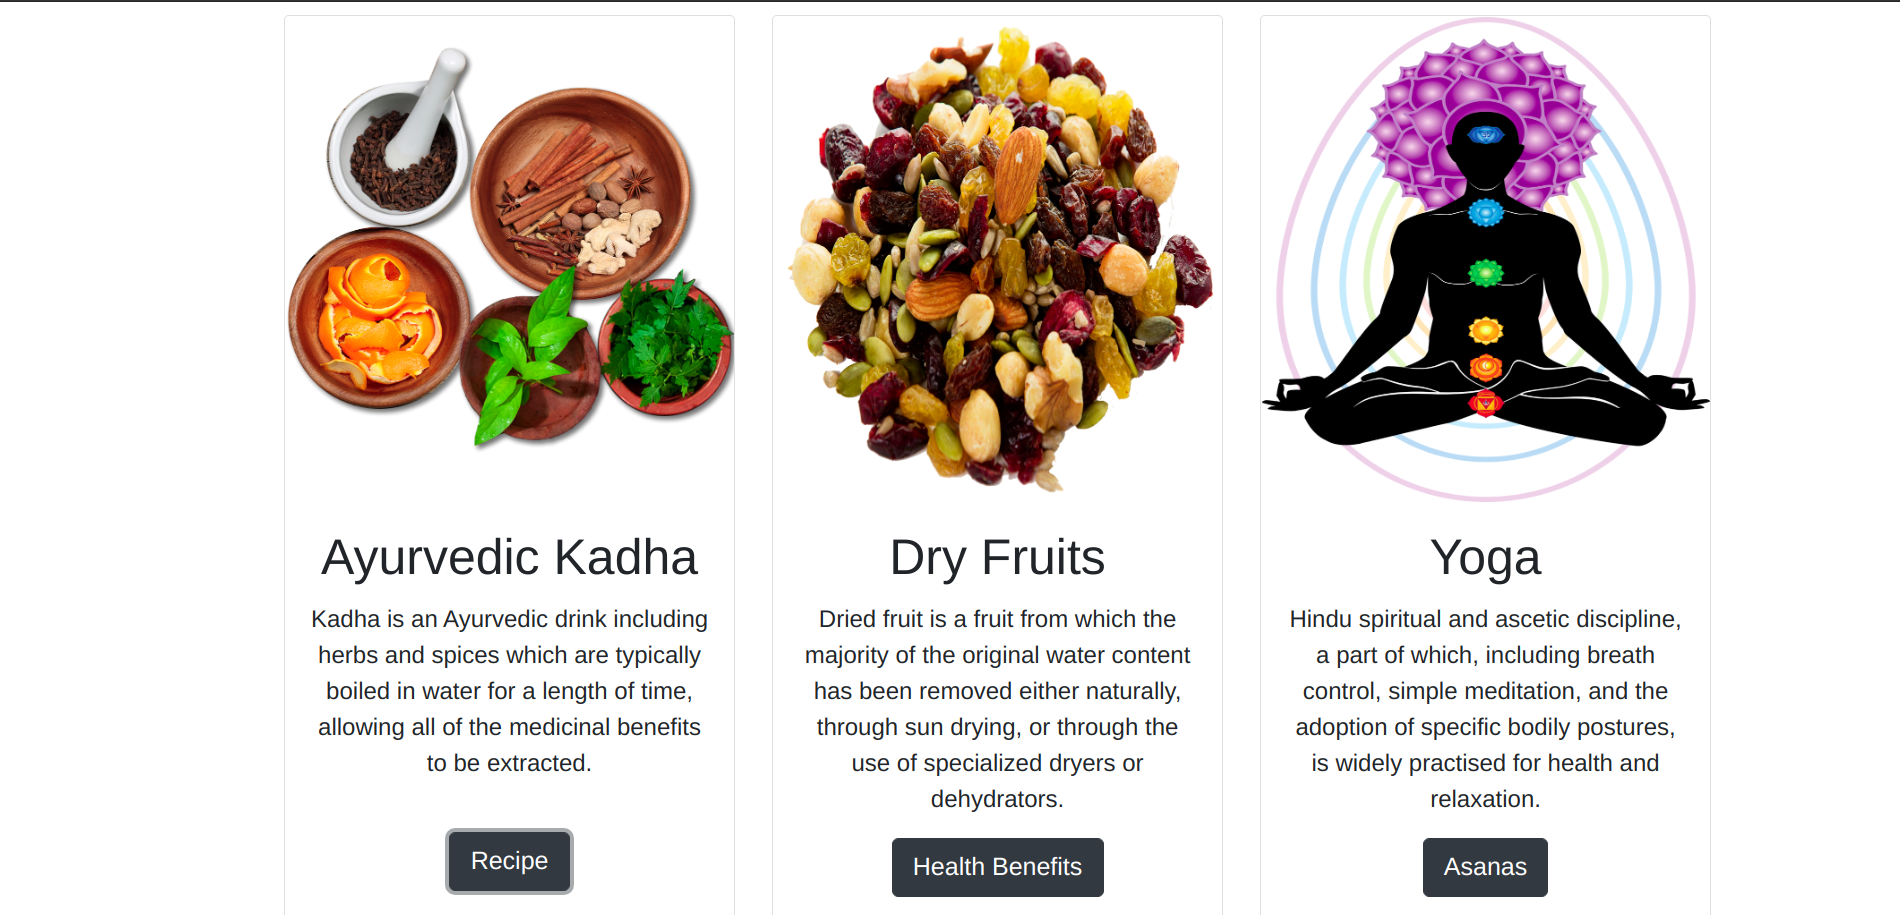 Ayurvedic Kadha
Kadha is an Ayurvedic drink including
herbs and spices which are typically
boiled in water for a length of time,
allowing all of the medicinal benefits
to be extracted.
Recipe
Dry Fruits
Dried fruit is a fruit from which the
majority of the original water content
has been removed either naturally,
through sun drying, or through the
use of specialized dryers or
dehydrators.
Health Benefits
Yoga
Hindu spiritual and ascetic discipline,
a part of which, including breath
control, simple meditation, and the
adoption of specific bodily postures,
is widely practised for health and
relaxation.
Asanas